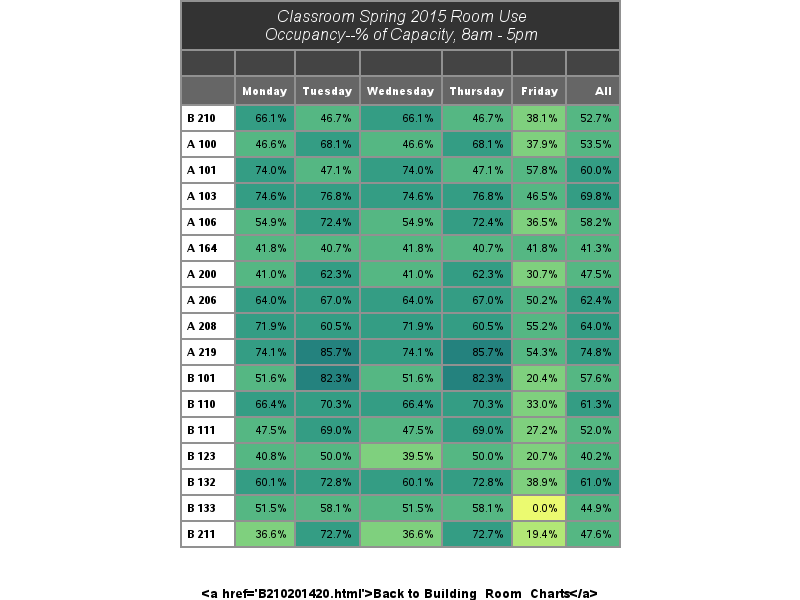 Classroom Spring 2015 Room Use
Occupancy--% of Capacity, 8am - 5pm
Monday Tuesday Wednesday Thursday Friday All
B 210 66.1% 46.7% 66.1% 46.7% 38.1% 52.7%
A 100 46.6% 68.1% 46.6% 68.1% 37.9% 53.5%
A 101 74.0% 47.1% 74.0% 47.1% 57.8% 60.0%
A 103 74.6% 76.8% 74.6% 76.8% 46.5% 69.8%
A 106 54.9% 72.4% 54.9% 72.4% 36.5% 58.2%
A 164 41.8% 40.7% 41.8% 40.7% 41.8% 41.3%
A 200 41.0% 62.3% 41.0% 62.3% 30.7% 47.5%
A 206 64.0% 67.0% 64.0% 67.0% 50.2% 62.4%
A 208 71.9% 60.5% 71.9% 60.5% 55.2% 64.0%
A 219 74.1% 85.7% 74.1% 85.7% 54.3% 74.8%
B 101 51.6% 82.3% 51.6% 82.3% 20.4% 57.6%
B 110 66.4% 70.3% 66.4% 70.3% 33.0% 61.3%
B 111 47.5% 69.0% 47.5% 69.0% 27.2% 52.0%
B 123 40.8% 50.0% 39.5% 50.0% 20.7% 40.2%
B 132 60.1% 72.8% 60.1% 72.8% 38.9% 61.0%
B 133 51.5% 58.1% 51.5% 58.1% 0.0% 44.9%
B 211 36.6% 72.7% 36.6% 72.7% 19.4% 47.6%
<a href='B210201420.html'>Back to Building_Room_Charts</a>